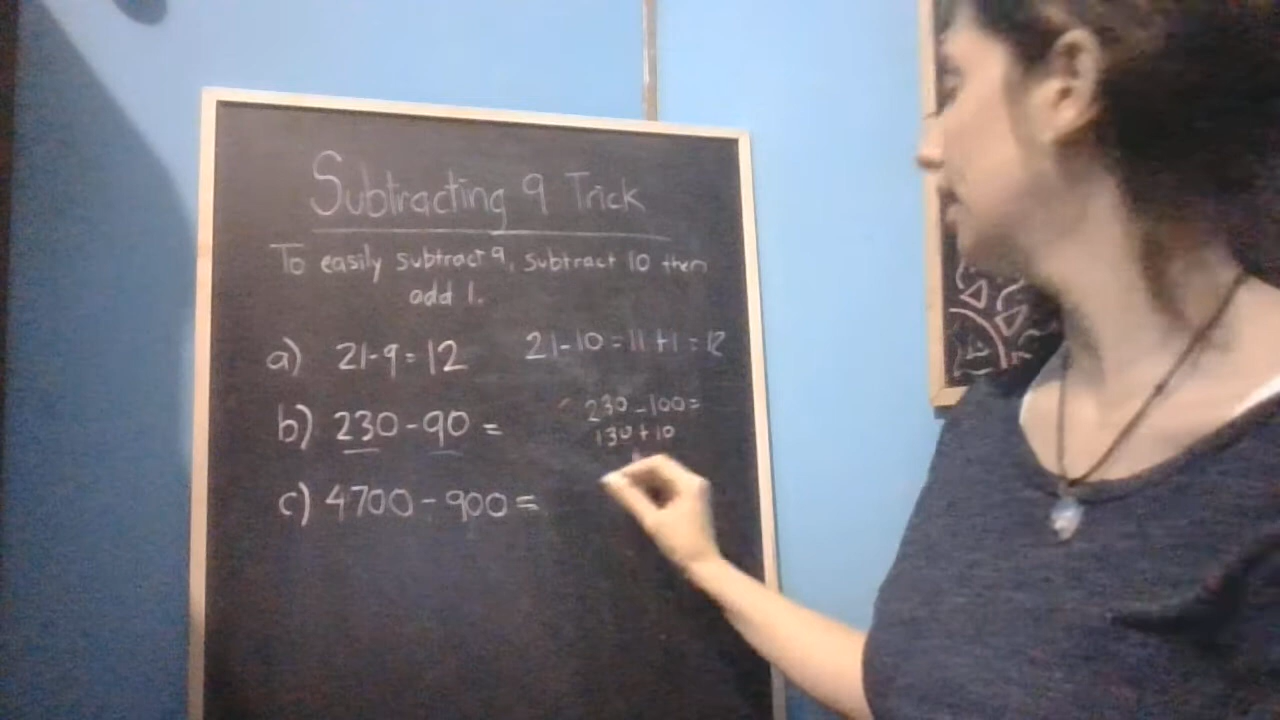 Subtracting 9 Trick
To easily subtract 9, subtract 10 then
add 1.
a) 21-9=12
21-10=11+1=12
b) 230-90=
230-100=
130+10
c) 4700-900=